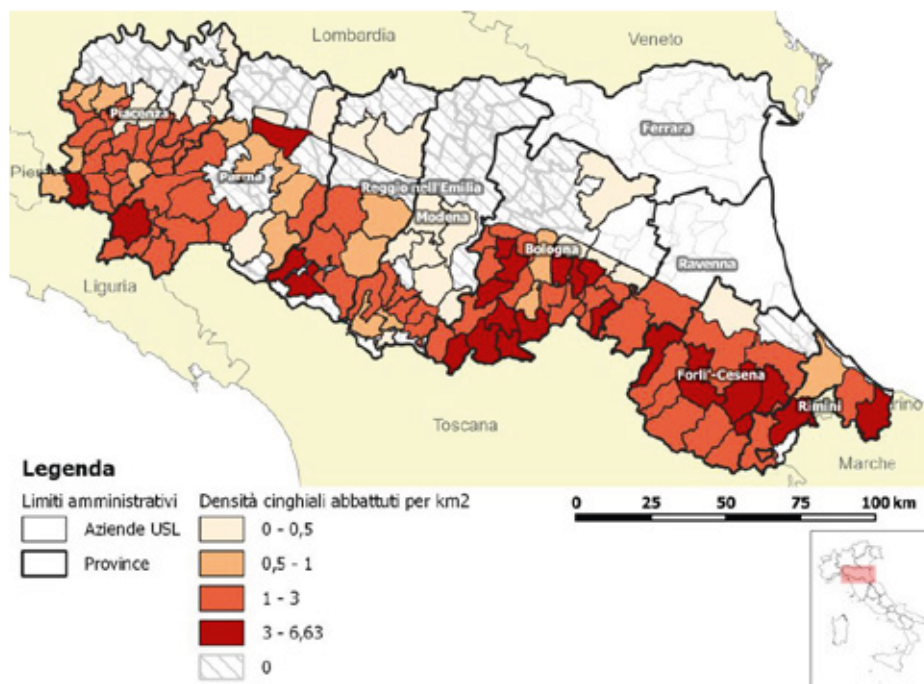 Lombardia
Veneto
Piacenza
Ferrara
Parma
Reggio nell'Emilia
Modena
Bologna
Ravenna
Liguria
Forlì'-Cesena
Rimini
Toscana
Marche
Legenda
Limiti amministrativi
Aziende USL
Province
Densità cinghiali abbattuti per km2
0 - 0,5
0,5 - 1
1 - 3
3 - 6,63
0
0 25 50 75 100 km